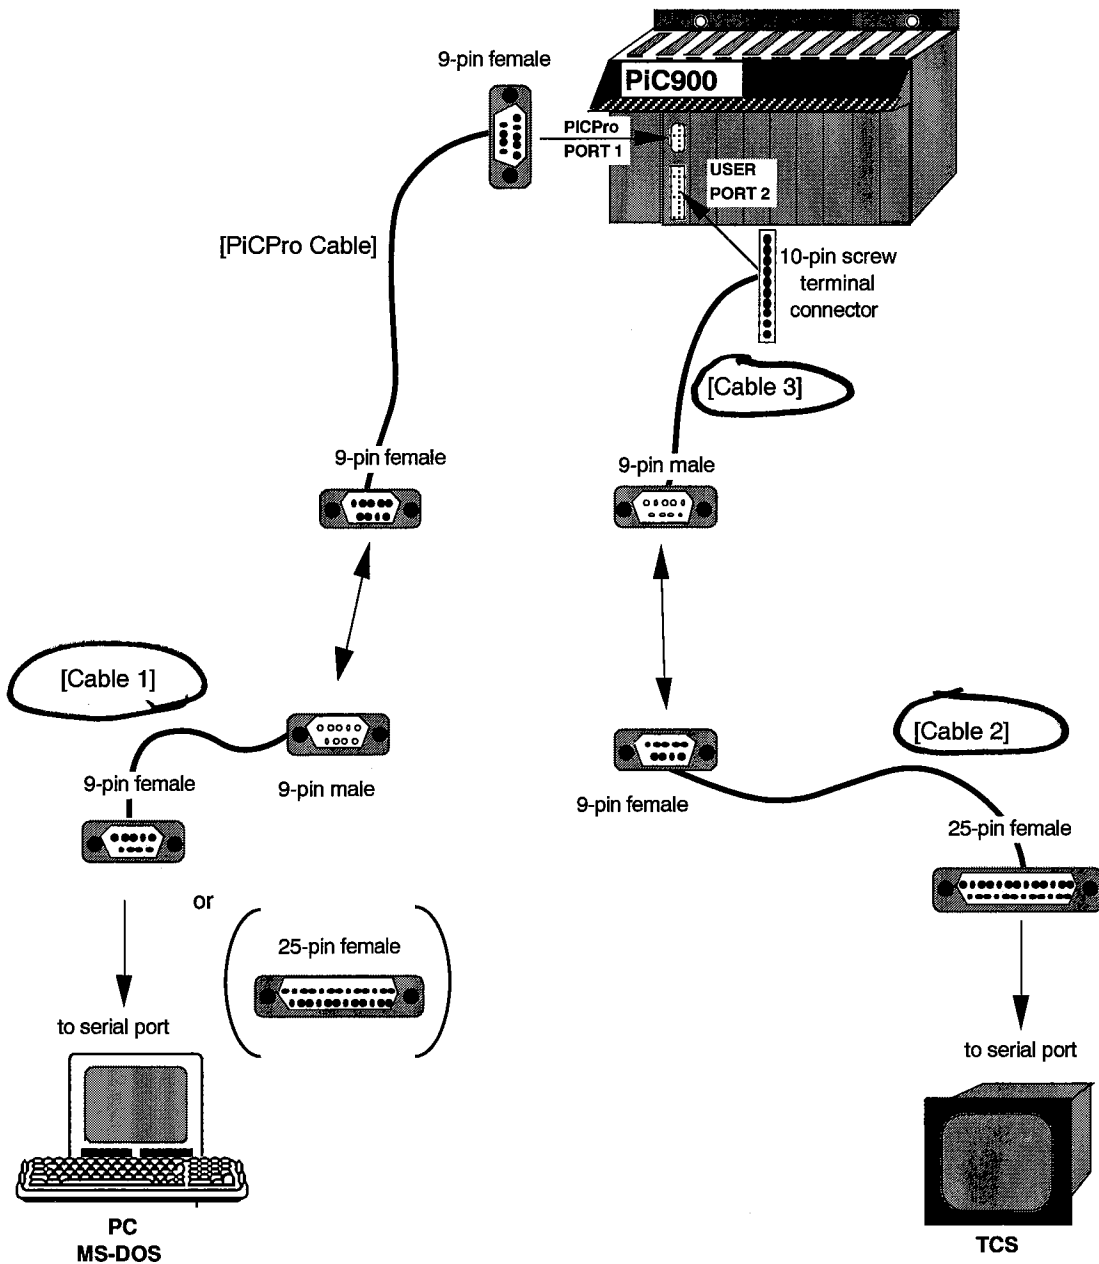 9-pin female
PiC900
PiCPro
PORT 1
USER
PORT 2
[PiCPro Cable]
10-pin screw
terminal
connector
[Cable 3]
9-pin female
9-pin male
[Cable 1]
[Cable 2]
9-pin female
9-pin male
9-pin female
25-pin female
or
25-pin female
to serial port
to serial port
PC
MS-DOS
TCS